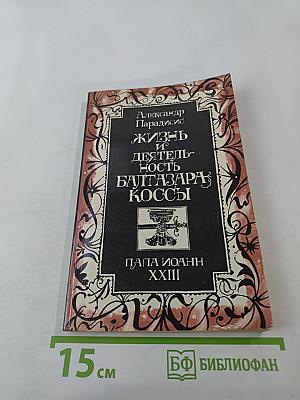 Александр
Парадисис
ЖИЗНЬ
И
ДЕЯТЕЛЬ-
НОСТЬ
БАЛТАЗАРА
КОССЫ
ПАПА ИОАНН
XXIII
15 см
БФ БИБЛИОФАН